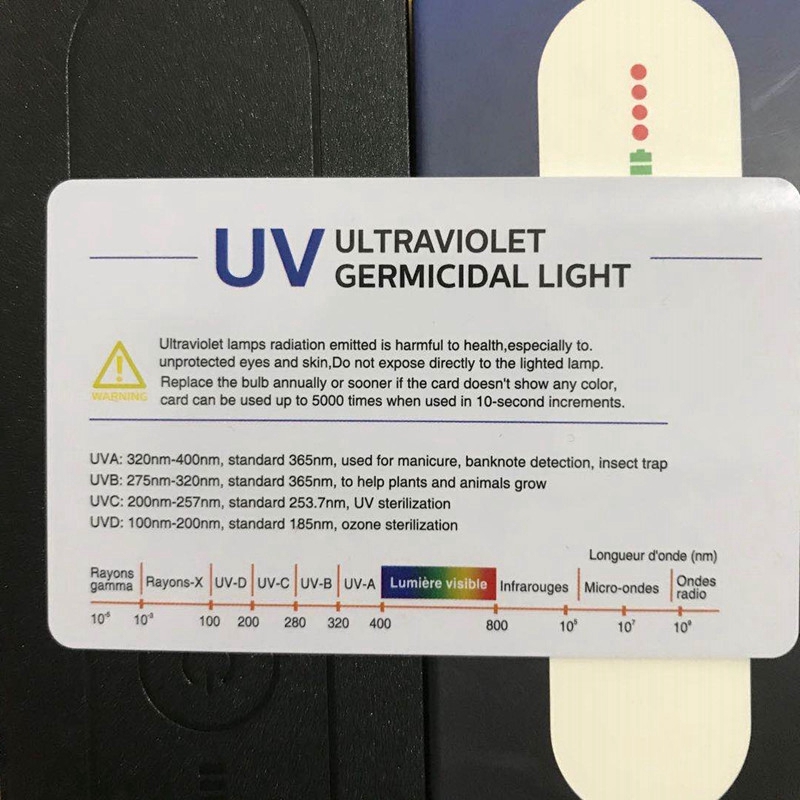 UV ULTRAVIOLET
GERMICIDAL LIGHT
Ultraviolet lamps radiation emitted is harmful to health,especially to.
unprotected eyes and skin,Do not expose directly to the lighted lamp.
Replace the bulb annually or sooner if the card doesn't show any color,
card can be used up to 5000 times when used in 10-second increments.
WARNING
UVA: 320nm-400nm, standard 365nm, used for manicure, banknote detection, insect trap
UVB: 275nm-320nm, standard 365nm, to help plants and animals grow
UVC: 200nm-257nm, standard 253.7nm, UV sterilization
UVD: 100nm-200nm, standard 185nm, ozone sterilization
Longueur d'onde (nm)
Rayons gamma Rayons-X UV-D UV-C UV-B UV-A Lumière visible Infrarouges Micro-ondes Ondes radio
100 200 280 320 400 800 10⁷